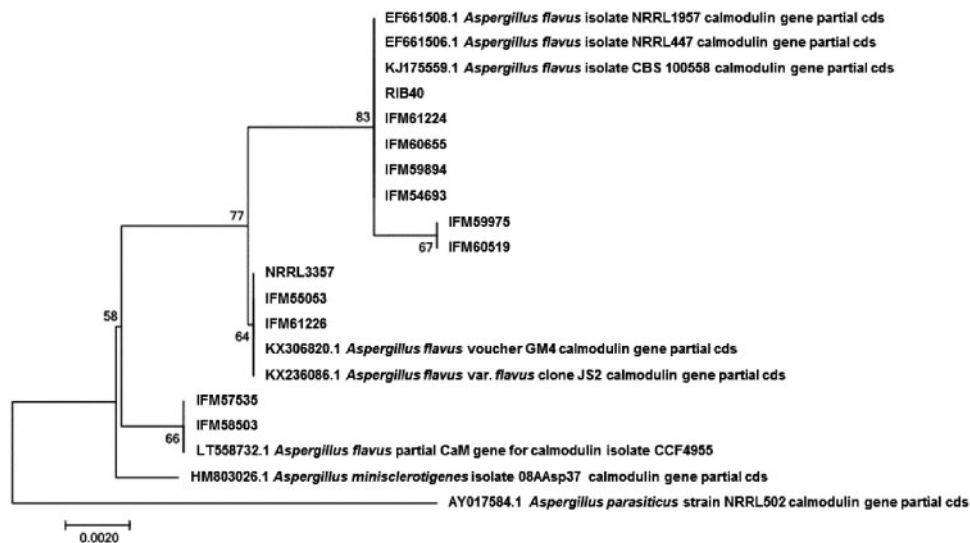 EF661508.1 Aspergillus flavus isolate NRRL1957 calmodulin gene partial cds
EF661506.1 Aspergillus flavus isolate NRRL447 calmodulin gene partial cds
KJ175559.1 Aspergillus flavus isolate CBS 100558 calmodulin gene partial cds
RIB40
83
IFM61224
IFM60655
IFM59894
IFM54693
77
IFM59975
67
IFM60519
NRRL3357
IFM55053
58
IFM61226
64
KX306820.1 Aspergillus flavus voucher GM4 calmodulin gene partial cds
KX236086.1 Aspergillus flavus var. flavus clone JS2 calmodulin gene partial cds
IFM57535
IFM58503
66
LT558732.1 Aspergillus flavus partial CaM gene for calmodulin isolate CCF4955
HM803026.1 Aspergillus minisclerotigenes isolate 08AAsp37 calmodulin gene partial cds
AY017584.1 Aspergillus parasiticus strain NRRL502 calmodulin gene partial cds
0.0020